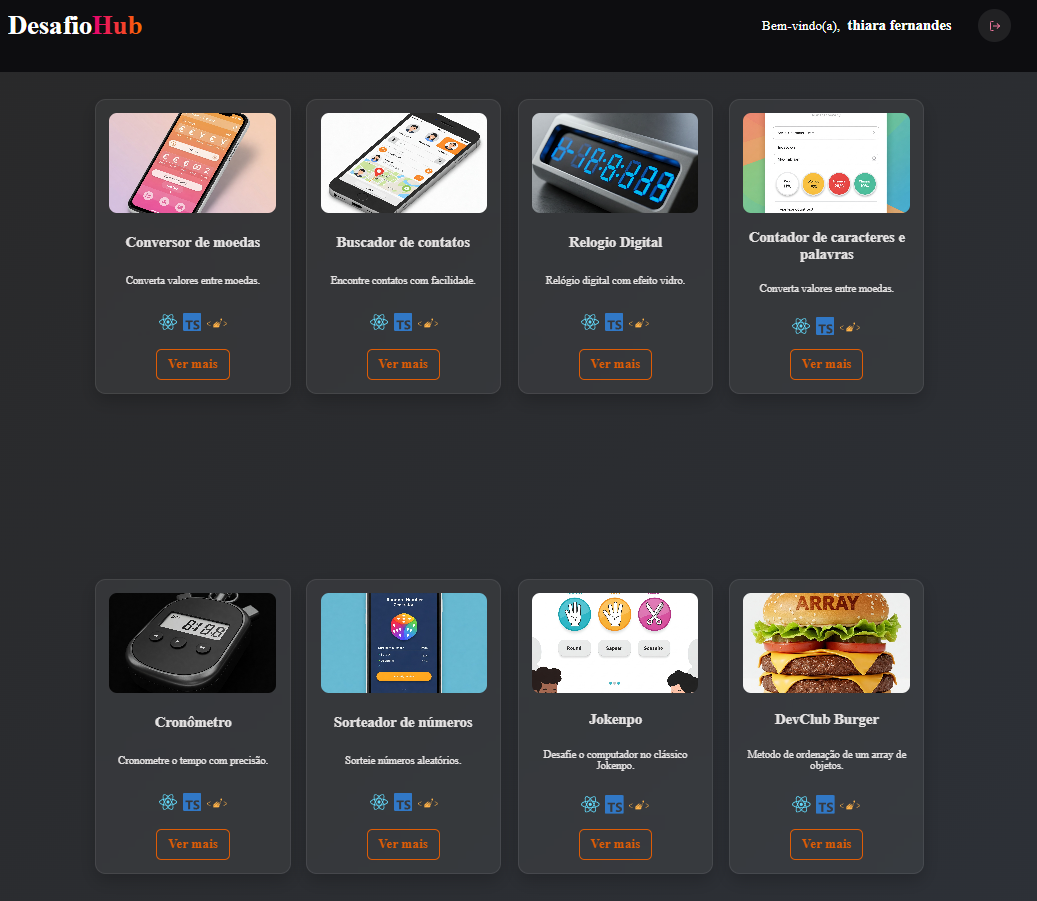 DesafioHub
Bem-vindo(a), thiara fernandes
Conversor de moedas
Converta valores entre moedas.
TS
Ver mais
Buscador de contatos
Encontre contatos com facilidade.
TS
Ver mais
Relogio Digital
Relógio digital com efeito vidro.
TS
Ver mais
Contador de caracteres e
palavras
Converta valores entre moedas.
TS
Ver mais
Cronômetro
Cronometre o tempo com precisão.
TS
Ver mais
Sorteador de números
Sorteie números aleatórios.
TS
Ver mais
Round
Jokenpo
Desafie o computador no clássico
Jokenpo.
TS
Ver mais
ARRAY
DevClub Burger
Metodo de ordenação de um array de
objetos.
TS
Ver mais